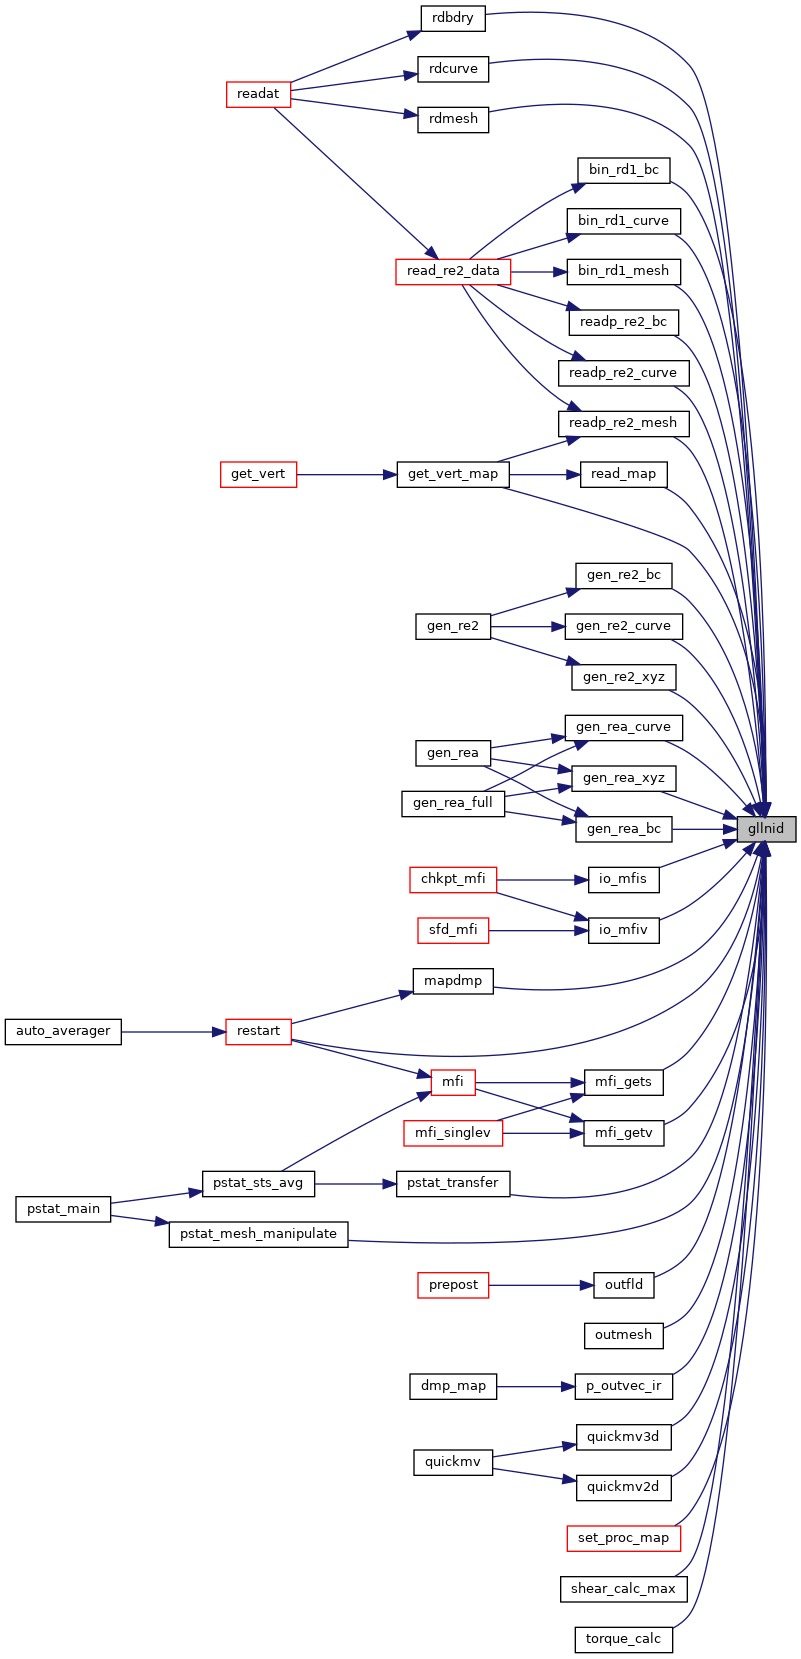 rdbdry
rdcurve
readat
rdmesh
bin_rd1_bc
bin_rd1_curve
read_re2_data
bin_rd1_mesh
readp_re2_bc
readp_re2_curve
readp_re2_mesh
get_vert
get_vert_map
read_map
gen_re2_bc
gen_re2
gen_re2_curve
gen_re2_xyz
gen_rea_curve
gen_rea
gen_rea_xyz
gen_rea_full
gen_rea_bc
gllnid
chkpt_mfi
io_mfis
sfd_mfi
io_mfiv
mapdmp
auto_averager
restart
mfi
mfi_gets
mfi_singlev
mfi_getv
pstat_sts_avg
pstat_transfer
pstat_main
pstat_mesh_manipulate
prepost
outfld
outmesh
dmp_map
p_outvec_ir
quickmv3d
quickmv
quickmv2d
set_proc_map
shear_calc_max
torque_calc